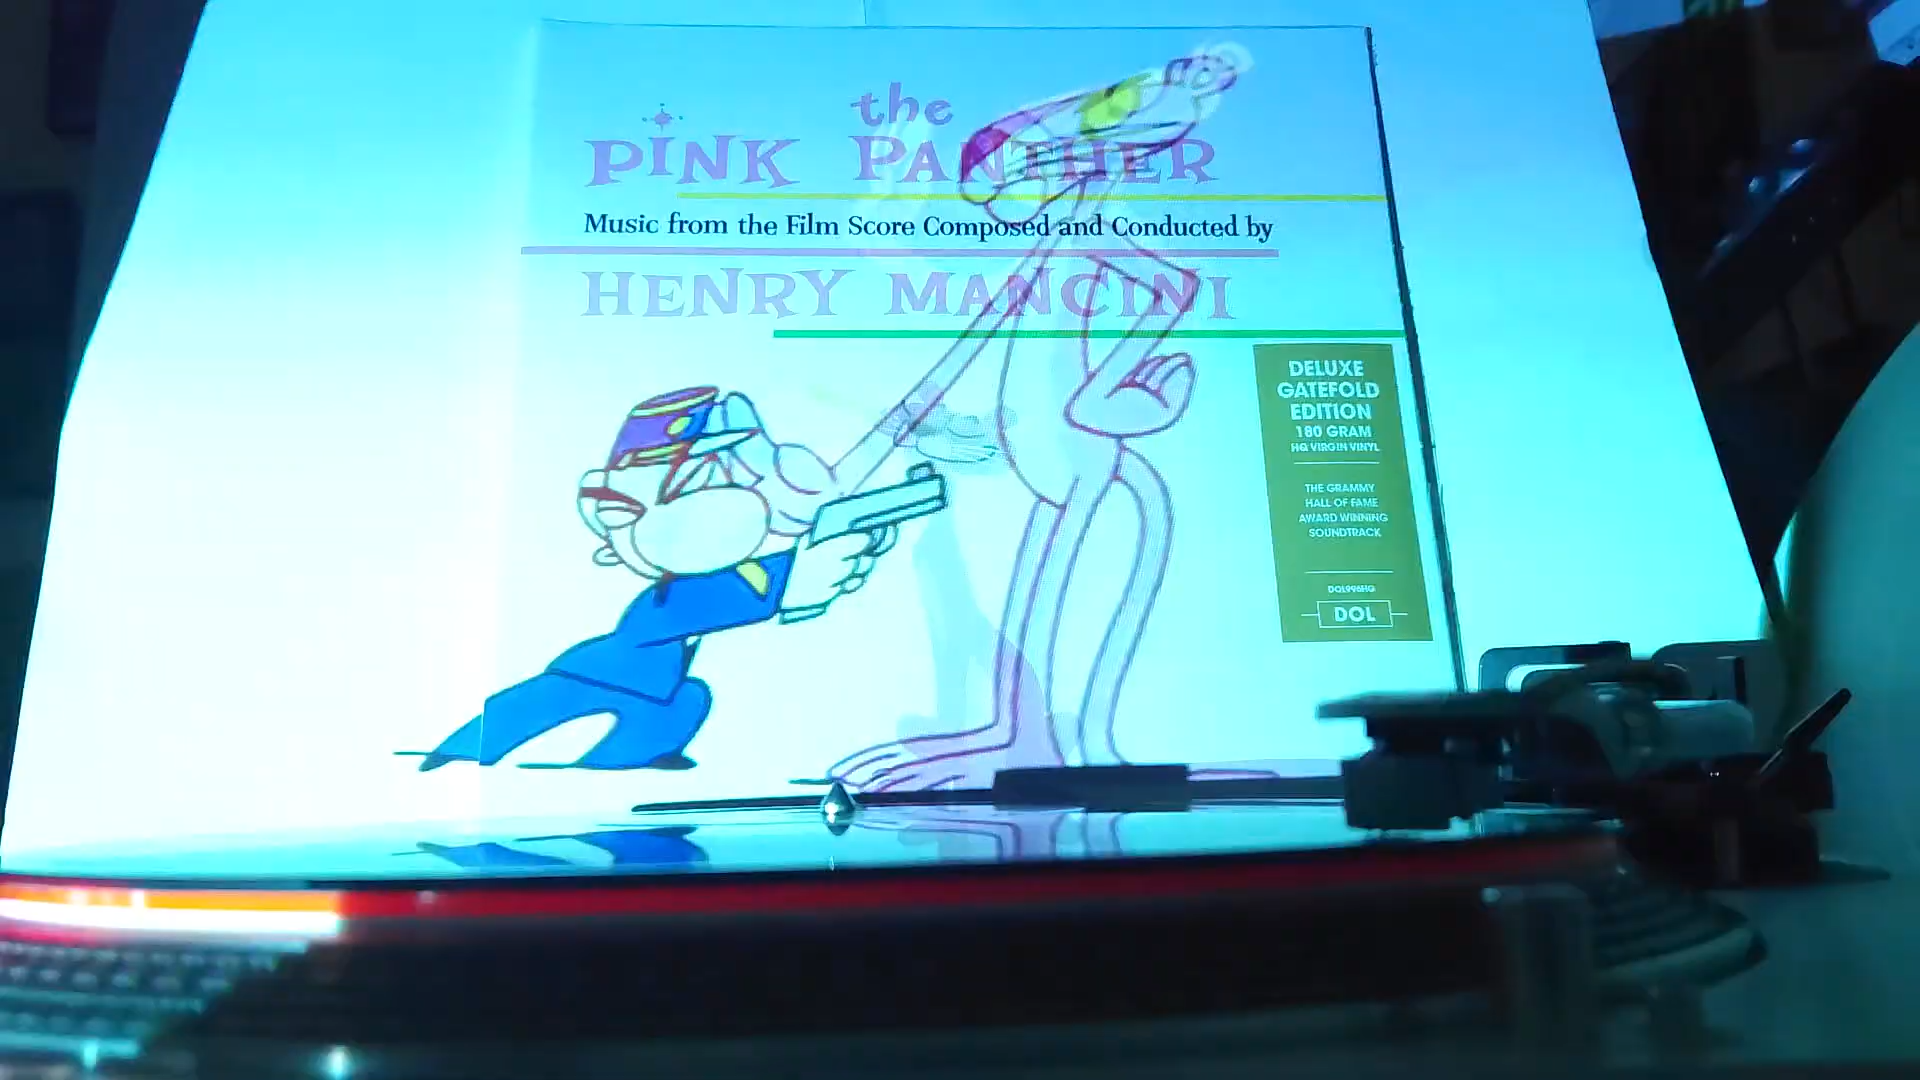 the
PINK PANTHER
Music from the Film Score Composed and Conducted by
HENRY MANCINI
DELUXE
GATEFOLD
EDITION
180 GRAM
HQ VIRGIN VINYL
THE GRAMMY
HALL OF FAME
AWARD WINNING
SOUNDTRACK
DOL996HG
DOL